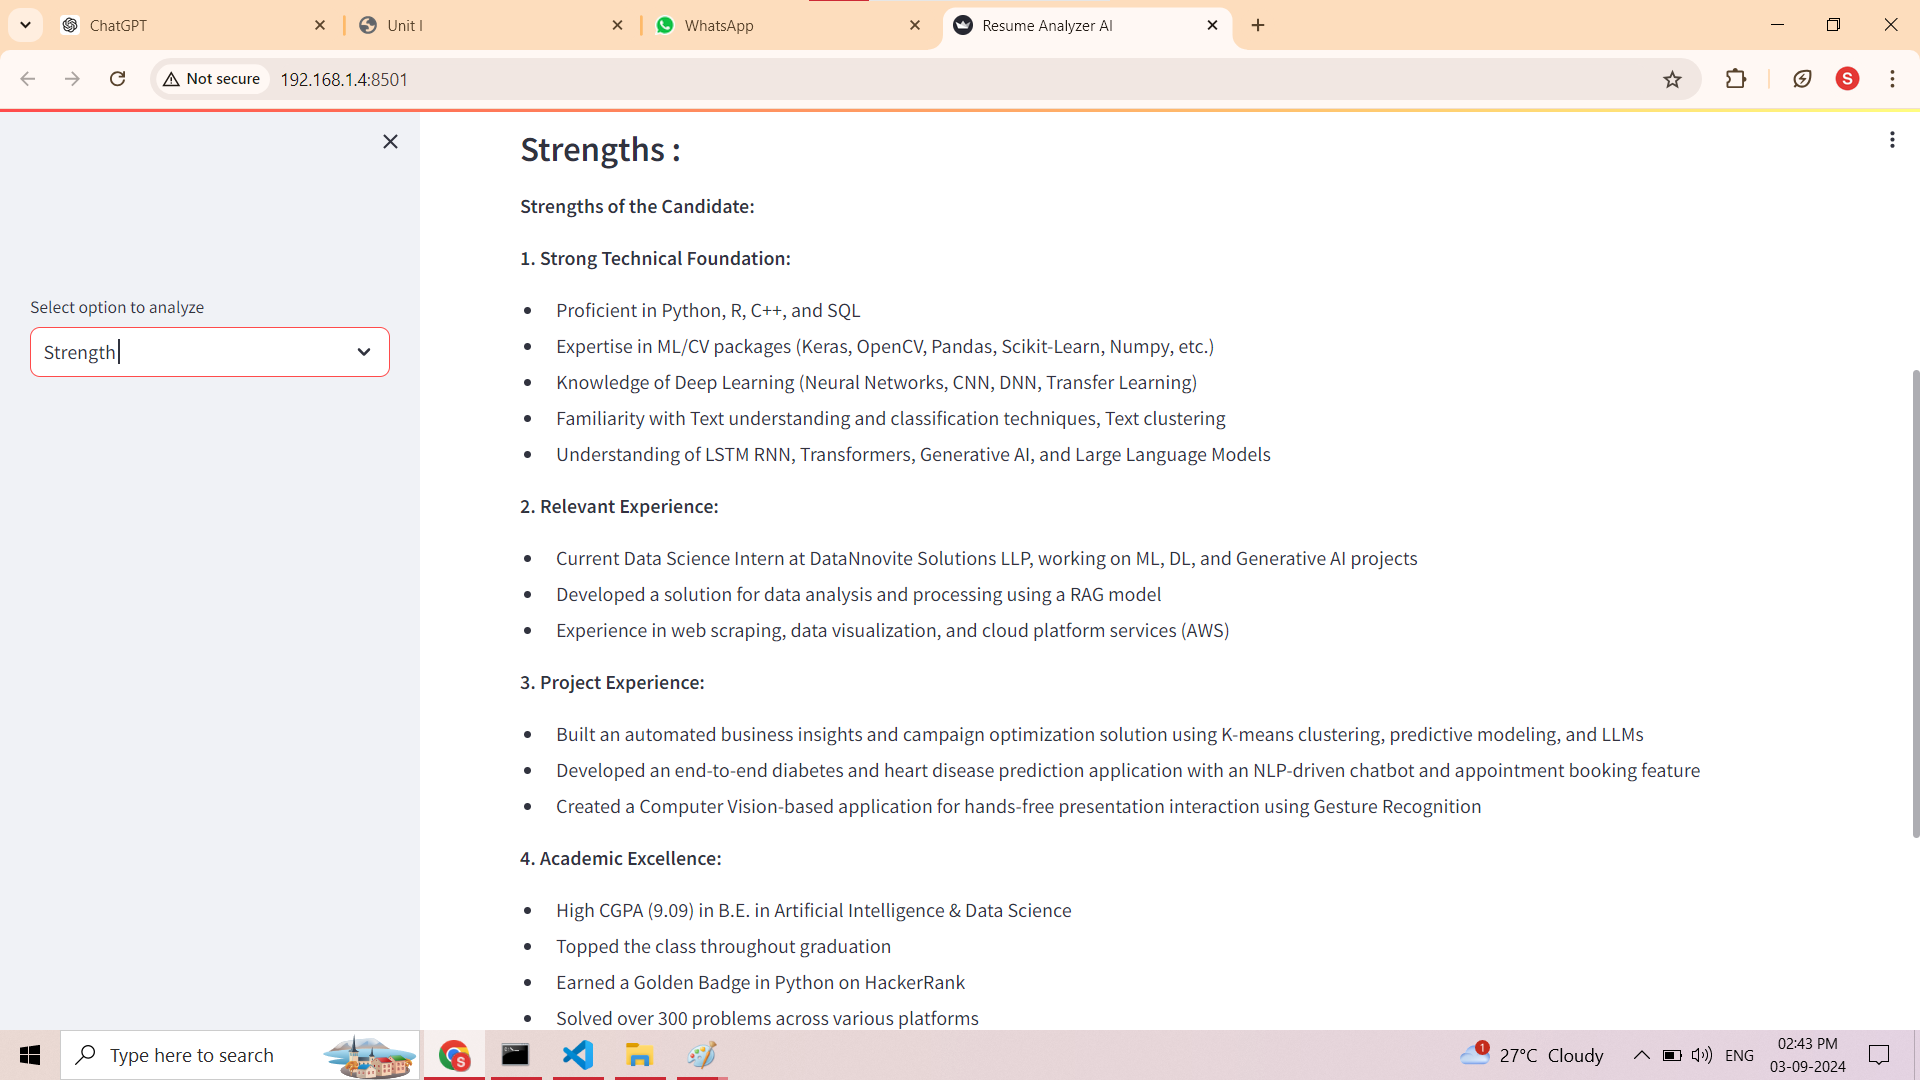 ChatGPT
Unit I
WhatsApp
Resume Analyzer AI
Not secure
192.168.1.4:8501
S
Select option to analyze
Strength
Strengths :
Strengths of the Candidate:
1. Strong Technical Foundation:
• Proficient in Python, R, C++, and SQL
• Expertise in ML/CV packages (Keras, OpenCV, Pandas, Scikit-Learn, Numpy, etc.)
• Knowledge of Deep Learning (Neural Networks, CNN, DNN, Transfer Learning)
• Familiarity with Text understanding and classification techniques, Text clustering
• Understanding of LSTM RNN, Transformers, Generative AI, and Large Language Models
2. Relevant Experience:
• Current Data Science Intern at DataNnovite Solutions LLP, working on ML, DL, and Generative AI projects
• Developed a solution for data analysis and processing using a RAG model
• Experience in web scraping, data visualization, and cloud platform services (AWS)
3. Project Experience:
• Built an automated business insights and campaign optimization solution using K-means clustering, predictive modeling, and LLMs
• Developed an end-to-end diabetes and heart disease prediction application with an NLP-driven chatbot and appointment booking feature
• Created a Computer Vision-based application for hands-free presentation interaction using Gesture Recognition
4. Academic Excellence:
• High CGPA (9.09) in B.E. in Artificial Intelligence & Data Science
• Topped the class throughout graduation
• Earned a Golden Badge in Python on HackerRank
• Solved over 300 problems across various platforms
Type here to search
S
1
27°C Cloudy
ENG
02:43 PM
03-09-2024